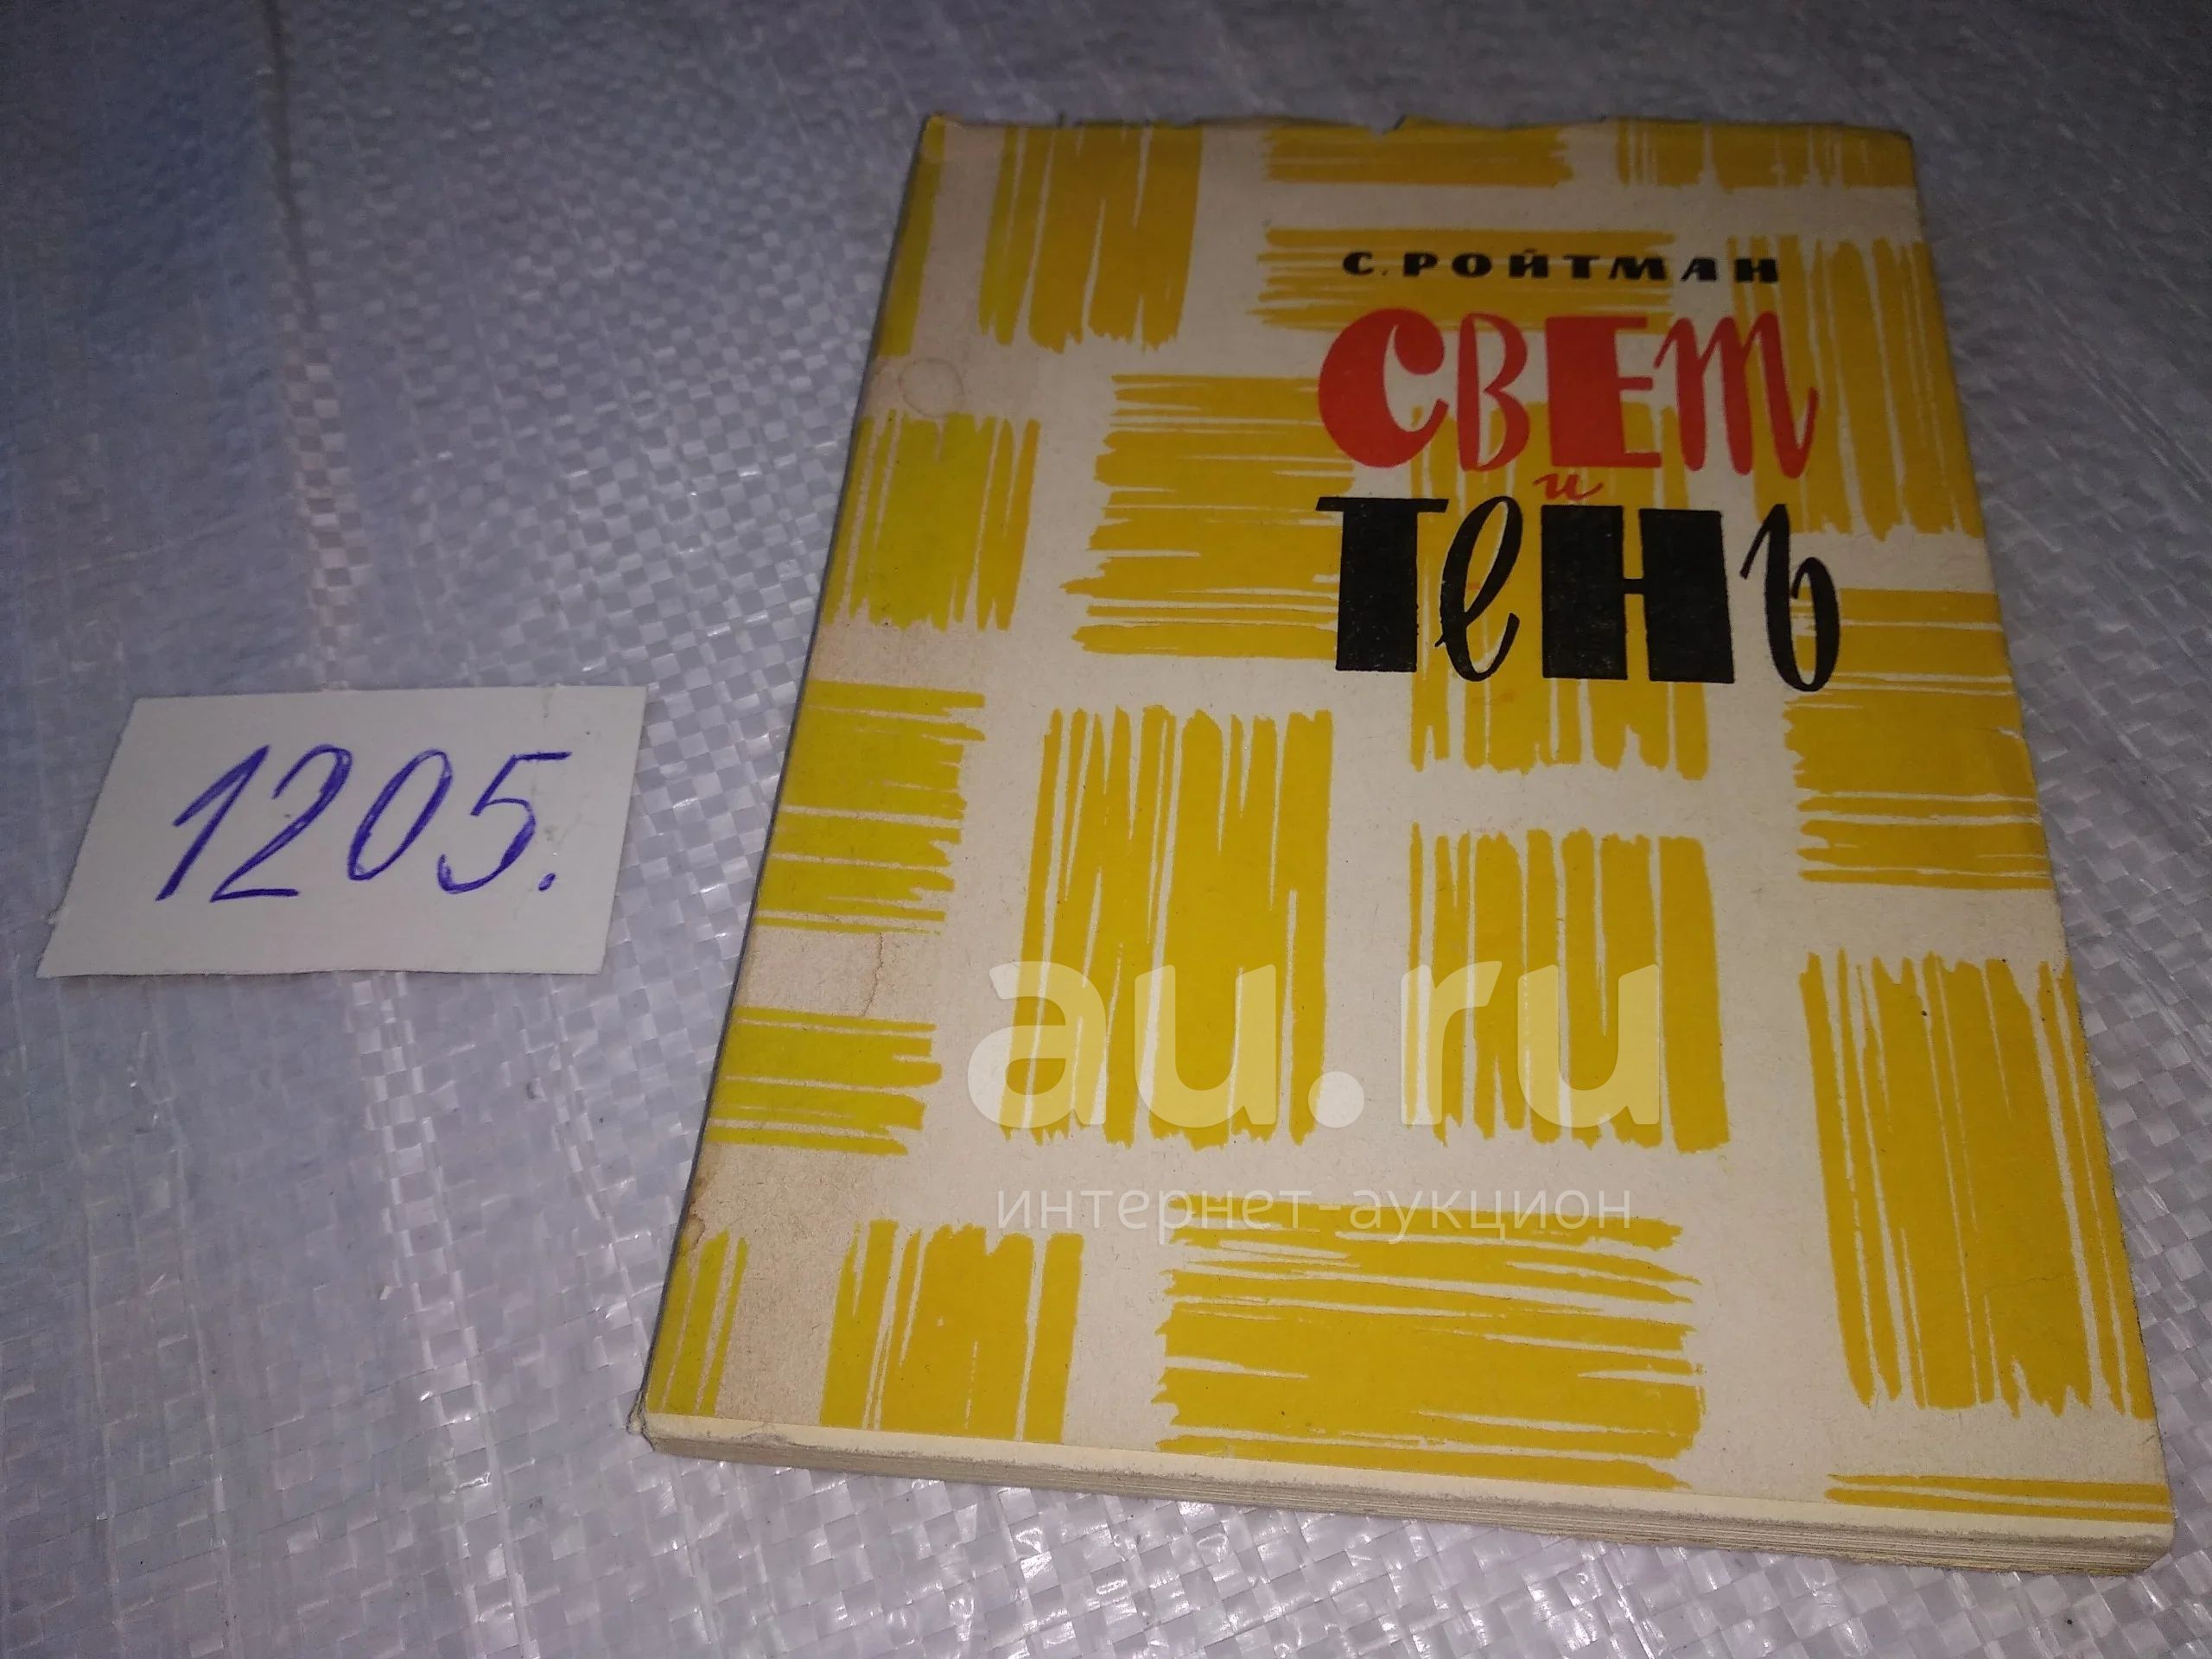 С. РОЙТМАН
СВЕТ
и
ТЕНЬ
1205.
au.ru
интернет-аукцион